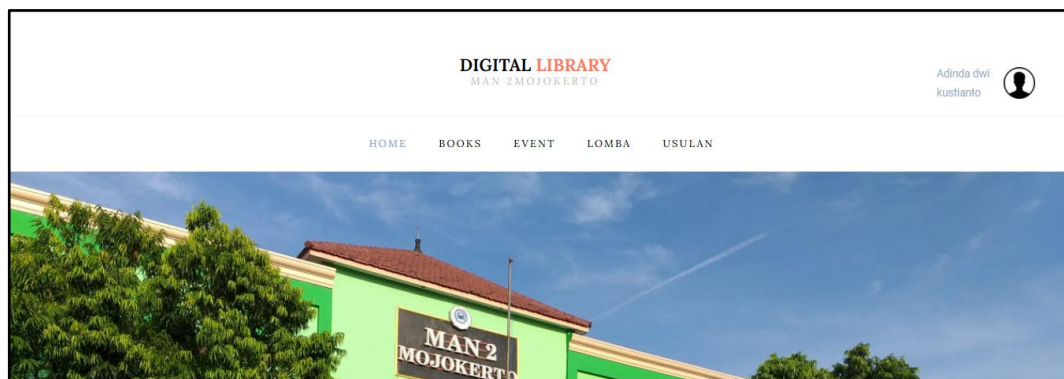 DIGITAL LIBRARY
MAN 2MOJOKERTO
Adinda dwi
kustianto
HOME BOOKS EVENT LOMBA USULAN
MAN 2
MOJOKERTO